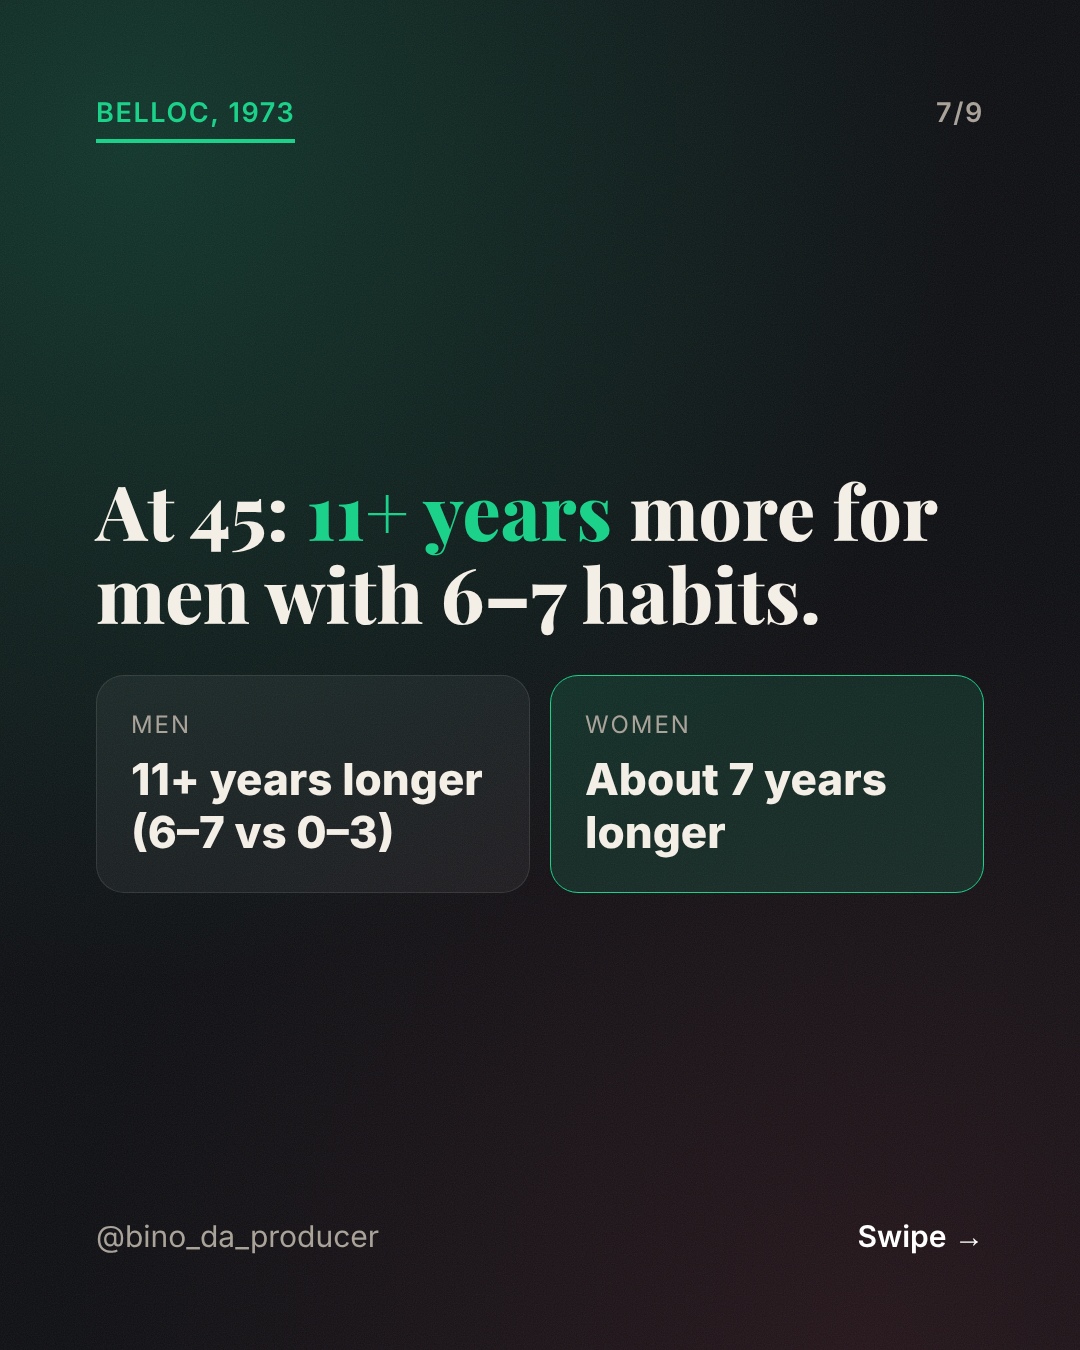 BELLOC, 1973
7/9
At 45: 11+ years more for
men with 6–7 habits.
MEN
11+ years longer
(6–7 vs 0–3)
WOMEN
About 7 years
longer
@bino_da_producer
Swipe →